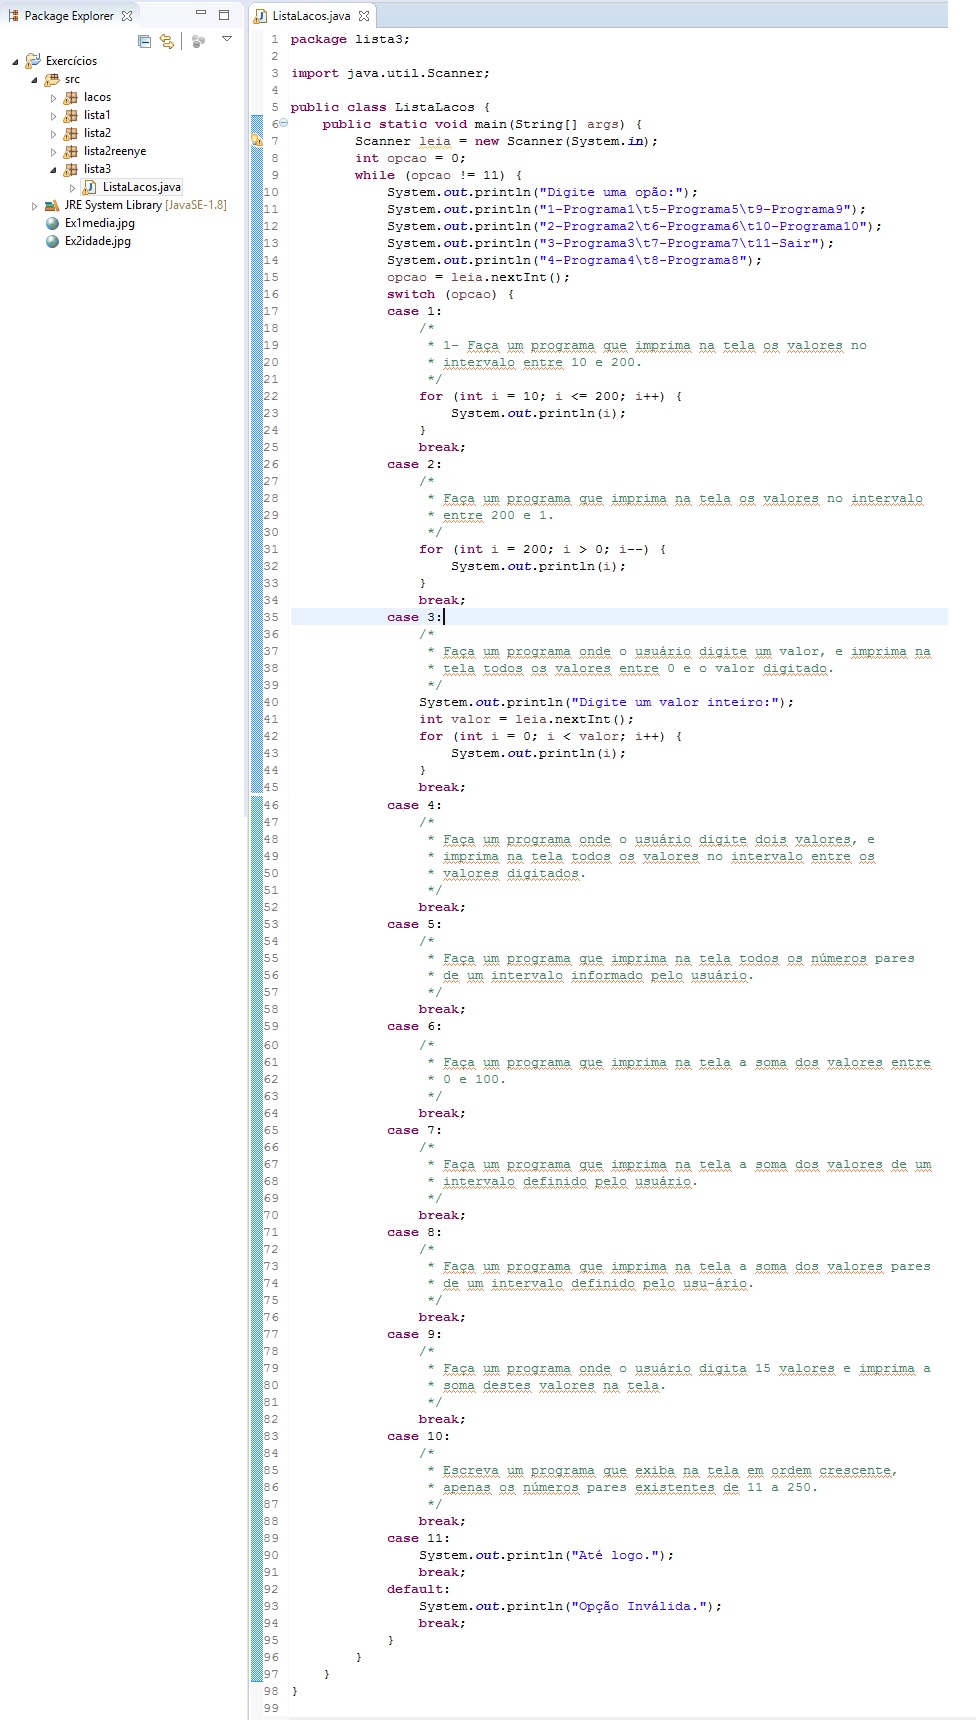 Package Explorer
Exercícios
src
lacos
lista1
lista2
lista2reenye
lista3
ListaLacos.java
JRE System Library [JavaSE-1.8]
Ex1media.jpg
Ex2idade.jpg
ListaLacos.java
1 package lista3;
2
3 import java.util.Scanner;
4
5 public class ListaLacos {
6 public static void main(String[] args) {
7 Scanner leia = new Scanner(System.in);
8 int opcao = 0;
9 while (opcao != 11) {
10 System.out.println("Digite uma opão:");
11 System.out.println("1-Programa1\t5-Programa5\t9-Programa9");
12 System.out.println("2-Programa2\t6-Programa6\t10-Programa10");
13 System.out.println("3-Programa3\t7-Programa7\t11-Sair");
14 System.out.println("4-Programa4\t8-Programa8");
15 opcao = leia.nextInt();
16 switch (opcao) {
17 case 1:
18 /*
19 * 1- Faça um programa que imprima na tela os valores no
20 * intervalo entre 10 e 200.
21 */
22 for (int i = 10; i <= 200; i++) {
23 System.out.println(i);
24 }
25 break;
26 case 2:
27 /*
28 * Faça um programa que imprima na tela os valores no intervalo
29 * entre 200 e 1.
30 */
31 for (int i = 200; i > 0; i--) {
32 System.out.println(i);
33 }
34 break;
35 case 3:
36 /*
37 * Faça um programa onde o usuário digite um valor, e imprima na
38 * tela todos os valores entre 0 e o valor digitado.
39 */
40 System.out.println("Digite um valor inteiro:");
41 int valor = leia.nextInt();
42 for (int i = 0; i < valor; i++) {
43 System.out.println(i);
44 }
45 break;
46 case 4:
47 /*
48 * Faça um programa onde o usuário digite dois valores, e
49 * imprima na tela todos os valores no intervalo entre os
50 * valores digitados.
51 */
52 break;
53 case 5:
54 /*
55 * Faça um programa que imprima na tela todos os números pares
56 * de um intervalo informado pelo usuário.
57 */
58 break;
59 case 6:
60 /*
61 * Faça um programa que imprima na tela a soma dos valores entre
62 * 0 e 100.
63 */
64 break;
65 case 7:
66 /*
67 * Faça um programa que imprima na tela a soma dos valores de um
68 * intervalo definido pelo usuário.
69 */
70 break;
71 case 8:
72 /*
73 * Faça um programa que imprima na tela a soma dos valores pares
74 * de um intervalo definido pelo usu-ário.
75 */
76 break;
77 case 9:
78 /*
79 * Faça um programa onde o usuário digita 15 valores e imprima a
80 * soma destes valores na tela.
81 */
82 break;
83 case 10:
84 /*
85 * Escreva um programa que exiba na tela em ordem crescente,
86 * apenas os números pares existentes de 11 a 250.
87 */
88 break;
89 case 11:
90 System.out.println("Até logo.");
91 break;
92 default:
93 System.out.println("Opção Inválida.");
94 break;
95 }
96 }
97 }
98 }
99